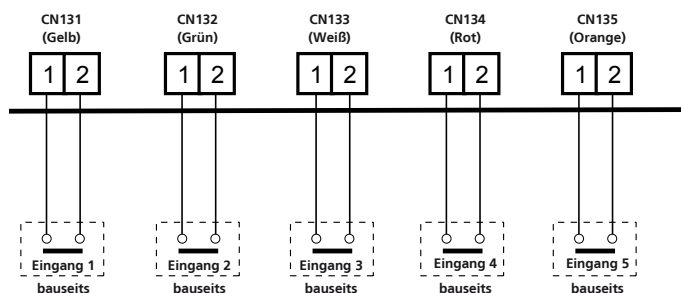 CN131 CN132 CN133 CN134 CN135
(Gelb) (Grün) (Weiß) (Rot) (Orange)
1 2 1 2 1 2 1 2 1 2
Eingang 1 Eingang 2 Eingang 3 Eingang 4 Eingang 5
bauseits bauseits bauseits bauseits bauseits